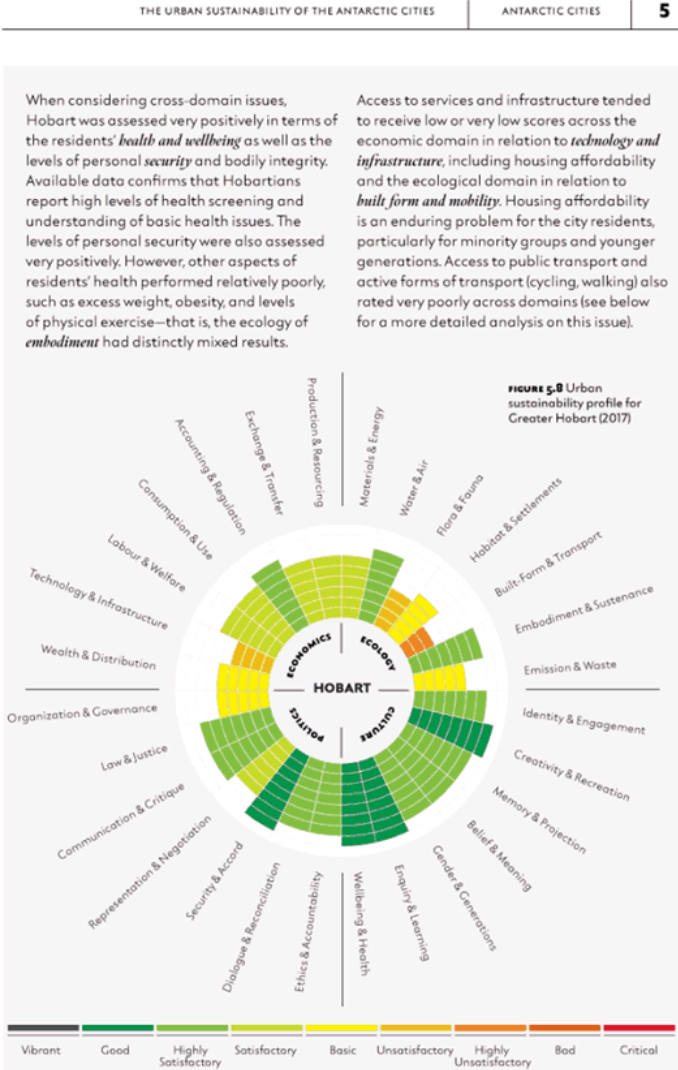 THE URBAN SUSTAINABILITY OF THE ANTARCTIC CITIES
ANTARCTIC CITIES
5
When considering cross-domain issues,
Hobart was assessed very positively in terms of
the residents' health and wellbeing as well as the
levels of personal security and bodily integrity.
Available data confirms that Hobartians
report high levels of health screening and
understanding of basic health issues. The
levels of personal security were also assessed
very positively. However, other aspects of
residents' health performed relatively poorly,
such as excess weight, obesity, and levels
of physical exercise—that is, the ecology of
embodiment had distinctly mixed results.
Access to services and infrastructure tended
to receive low or very low scores across the
economic domain in relation to technology and
infrastructure, including housing affordability
and the ecological domain in relation to
built form and mobility. Housing affordability
is an enduring problem for the city residents,
particularly for minority groups and younger
generations. Access to public transport and
active forms of transport (cycling, walking) also
rated very poorly across domains (see below
for a more detailed analysis on this issue).
FIGURE 5.8 Urban
sustainability profile for
Greater Hobart (2017)
Materials & Energy
Water & Air
Flora & Fauna
Habitat & Settlements
Built-Form & Transport
Embodiment & Sustenance
Emission & Waste
Identity & Engagement
Creativity & Recreation
Memory & Projection
Belief & Meaning
Gender & Generations
Enquiry & Learning
Wellbeing & Health
Ethics & Accountability
Dialogue & Reconciliation
Security & Accord
Representation & Negotiation
Communication & Critique
Law & Justice
Organization & Governance
Wealth & Distribution
Technology & Infrastructure
Labour & Welfare
Consumption & Use
Accounting & Regulation
Exchange & Transfer
Production & Resourcing
ECONOMICS
ECOLOGY
HOBART
POLITICS
CULTURE
Vibrant
Good
Highly
Satisfactory
Satisfactory
Basic
Unsatisfactory
Highly
Unsatisfactory
Bad
Critical